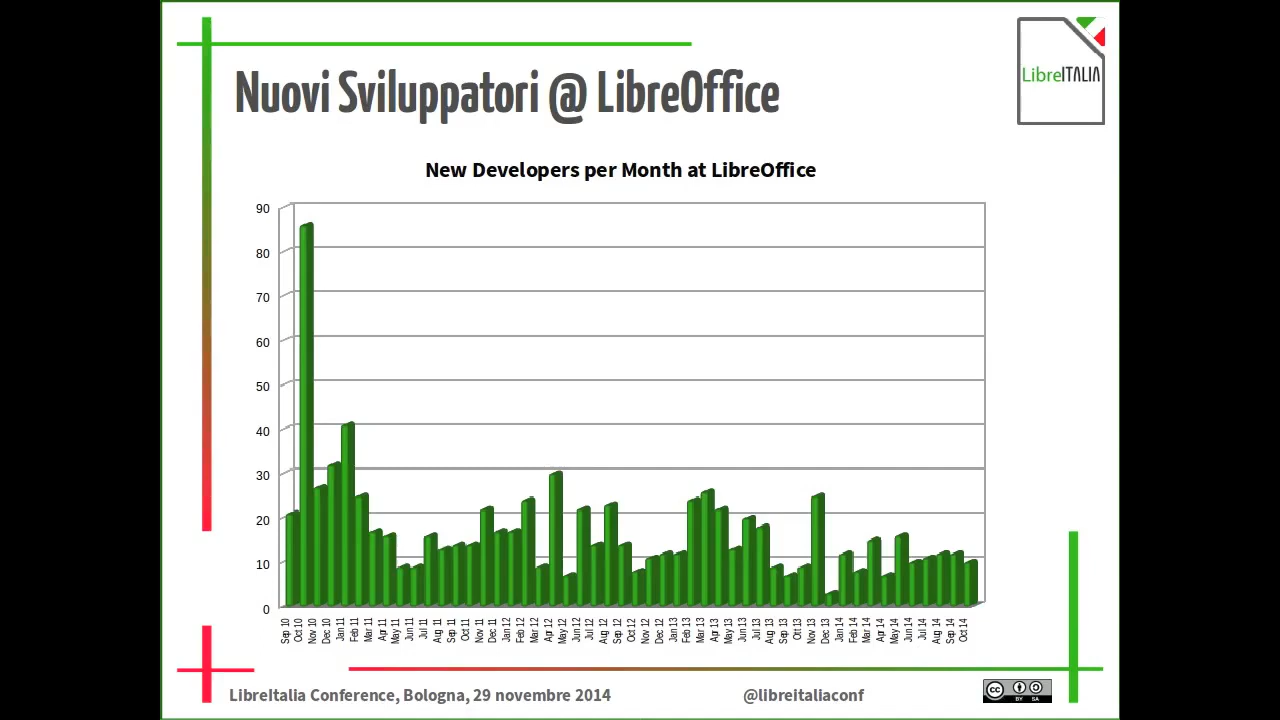 Nuovi Sviluppatori @ LibreOffice
LibreITALIA
New Developers per Month at LibreOffice
90
80
70
60
50
40
30
20
10
0
Sep 10
Oct 10
Nov 10
Dec 10
Jan 11
Feb 11
Mar 11
Apr 11
May 11
Jun 11
Jul 11
Aug 11
Sep 11
Oct 11
Nov 11
Dec 11
Jan 12
Feb 12
Mar 12
Apr 12
May 12
Jun 12
Jul 12
Aug 12
Sep 12
Oct 12
Nov 12
Dec 12
Jan 13
Feb 13
Mar 13
Apr 13
May 13
Jun 13
Jul 13
Aug 13
Sep 13
Ott 13
Nov 13
Dec 13
Jan 14
Feb 14
Mar 14
Apr 14
May 14
Jun 14
Jul 14
Aug 14
Sep 14
Oct 14
LibreItalia Conference, Bologna, 29 novembre 2014
@libreitaliaconf
cc
BY SA